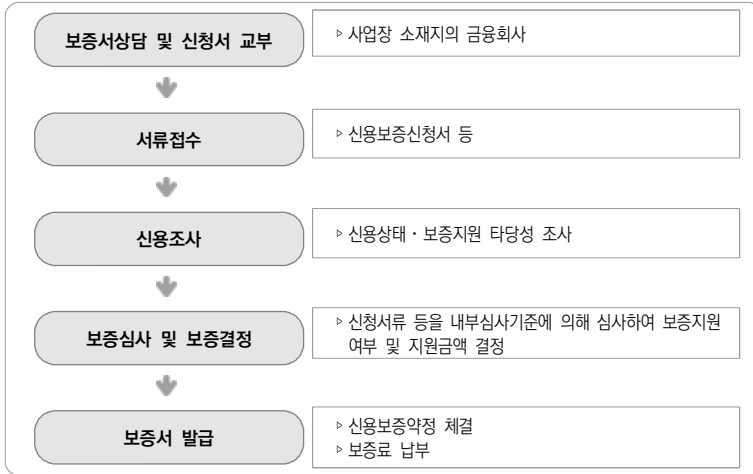 보증서상담 및 신청서 교부
▹사업장 소재지의 금융회사
서류접수
▹신용보증신청서 등
신용조사
▹신용상태・보증지원 타당성 조사
보증심사 및 보증결정
▹신청서류 등을 내부심사기준에 의해 심사하여 보증지원
여부 및 지원금액 결정
보증서 발급
▹신용보증약정 체결
▹보증료 납부